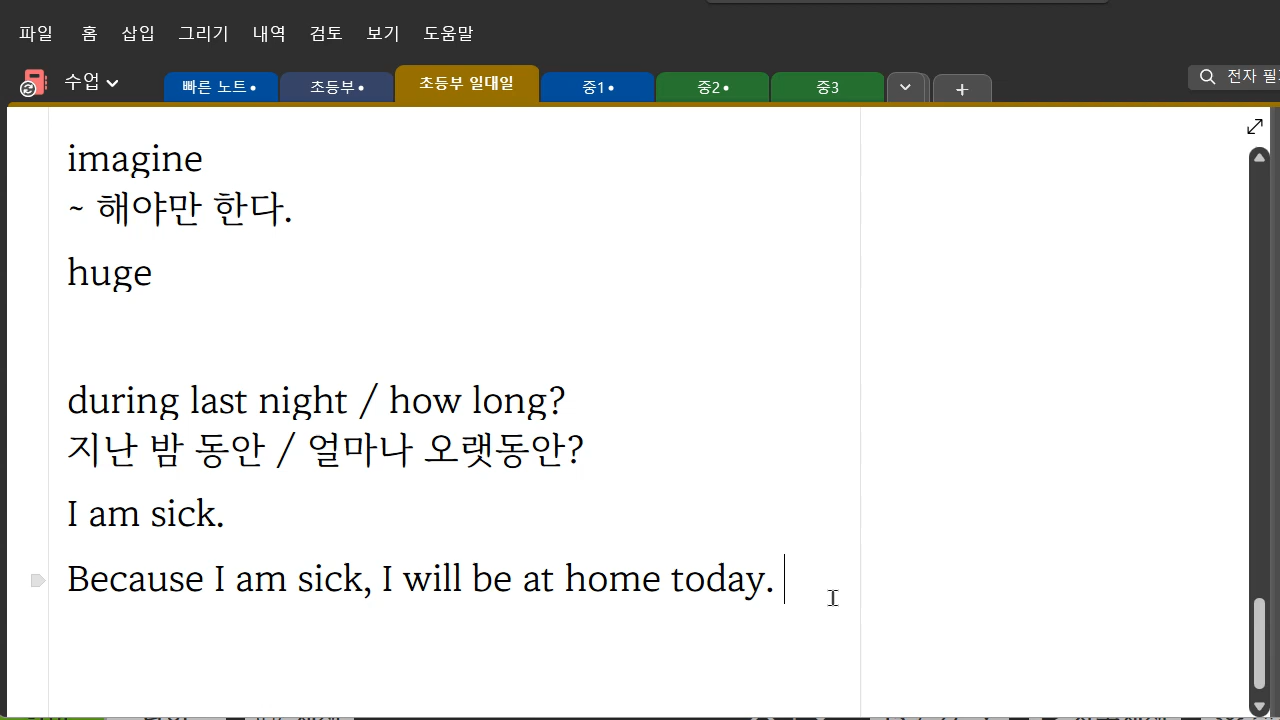 파일 홈 삽입 그리기 내역 검토 보기 도움말
수업 빠른 노트• 초등부• 초등부 일대일 중1• 중2• 중3 + 전자
imagine
~ 해야만 한다.
huge
during last night / how long?
지난 밤 동안 / 얼마나 오랫동안?
I am sick.
Because I am sick, I will be at home today.